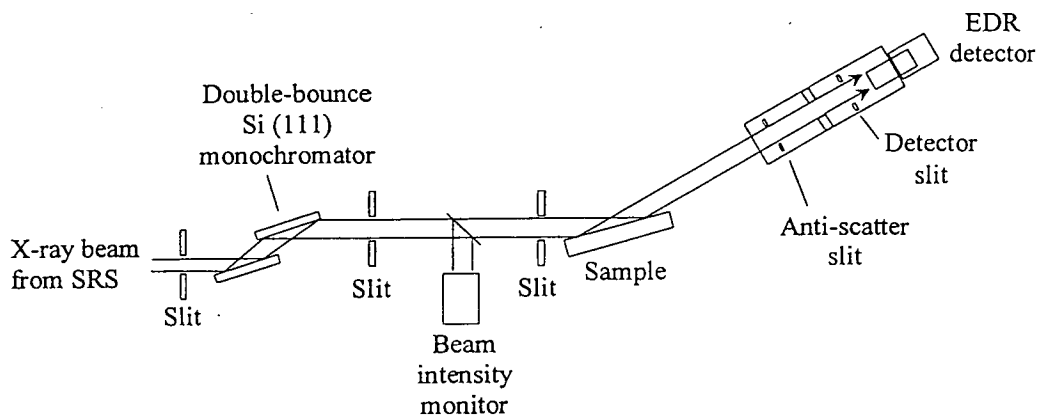 EDR
detector
Double-bounce
Si (111)
monochromator
Detector
slit
Anti-scatter
slit
X-ray beam
from SRS
Slit
Slit
Slit
Sample
Beam
intensity
monitor